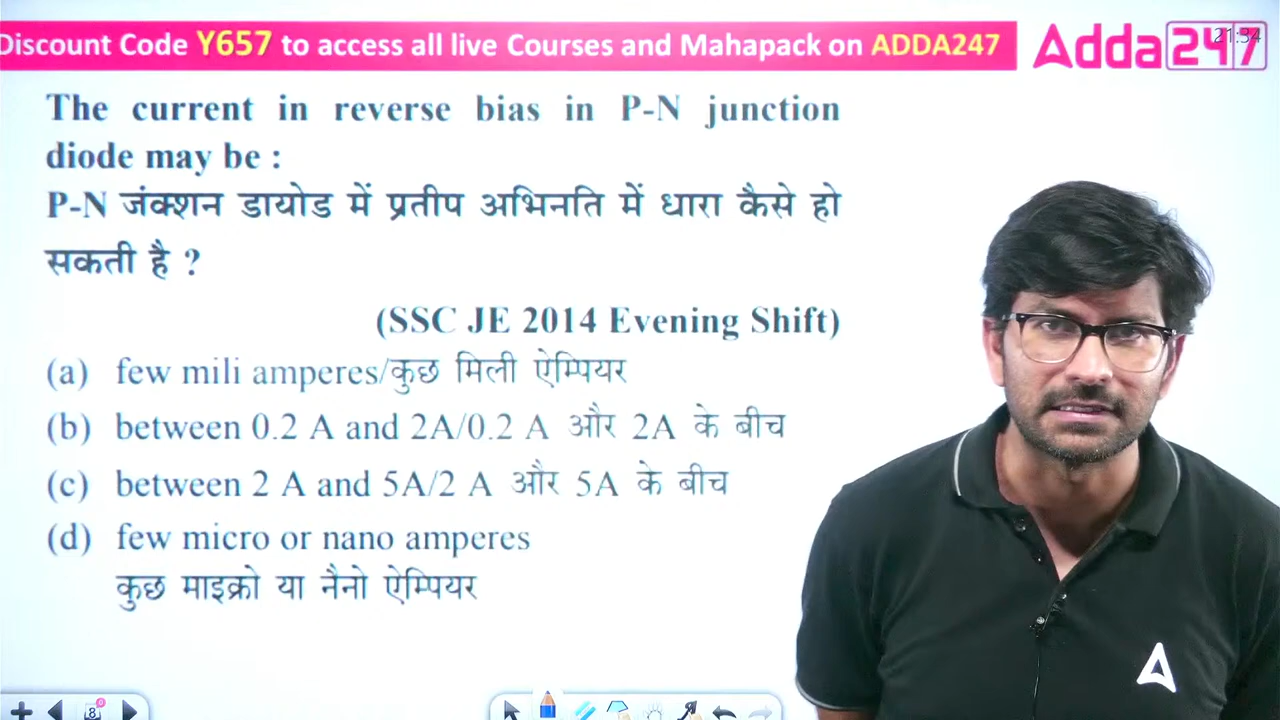 Discount Code Y657 to access all live Courses and Mahapack on ADDA247
Adda247
21:34
The current in reverse bias in P-N junction
diode may be :
P-N जंक्शन डायोड में प्रतीप अभिनति में धारा कैसे हो
सकती है ?
(SSC JE 2014 Evening Shift)
(a) few mili amperes/कुछ मिली ऐम्पियर
(b) between 0.2 A and 2A/0.2 A और 2A के बीच
(c) between 2 A and 5A/2 A और 5A के बीच
(d) few micro or nano amperes
कुछ माइक्रो या नैनो ऐम्पियर
8